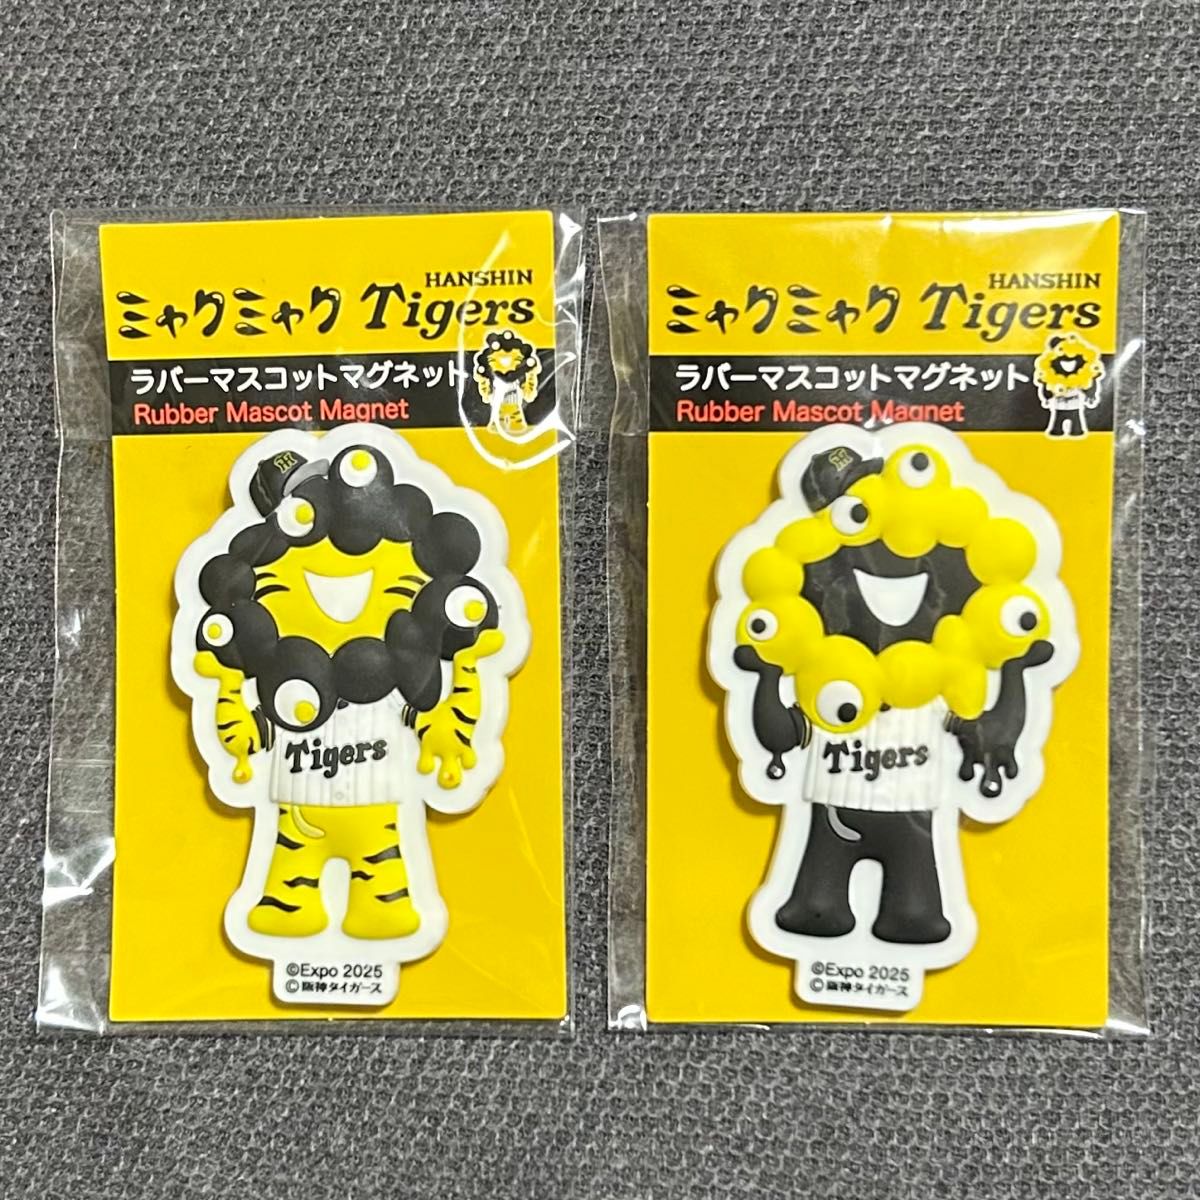 HANSHIN
ミャクミャク Tigers
ラバーマスコットマグネット
Rubber Mascot Magnet
Tigers
©Expo 2025
©阪神タイガース
HANSHIN
ミャクミャク Tigers
ラバーマスコットマグネット
Rubber Mascot Magnet
Tigers
©Expo 2025
©阪神タイガース